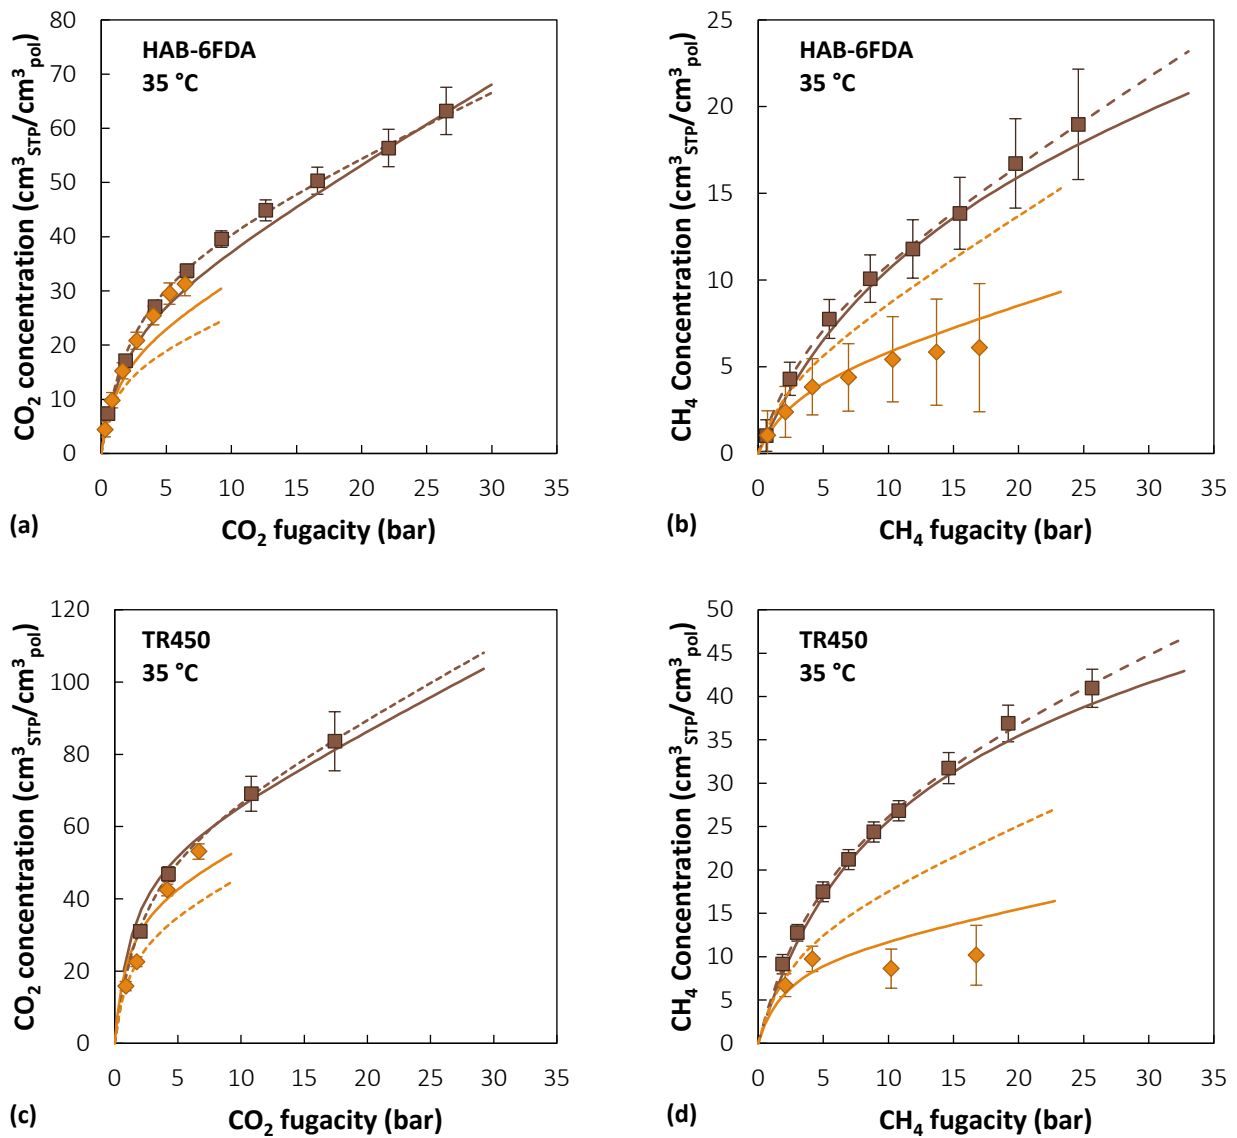 HAB-6FDA
35 °C
CO₂ concentration (cm³STP/cm³pol)
80
70
60
50
40
30
20
10
0
0 5 10 15 20 25 30 35
CO₂ fugacity (bar)
(a)
HAB-6FDA
35 °C
CH₄ Concentration (cm³STP/cm³pol)
25
20
15
10
5
0
0 5 10 15 20 25 30 35
CH₄ fugacity (bar)
(b)
TR450
35 °C
CO₂ concentration (cm³STP/cm³pol)
120
100
80
60
40
20
0
0 5 10 15 20 25 30 35
CO₂ fugacity (bar)
(c)
TR450
35 °C
CH₄ Concentration (cm³STP/cm³pol)
50
45
40
35
30
25
20
15
10
5
0
0 5 10 15 20 25 30 35
CH₄ fugacity (bar)
(d)